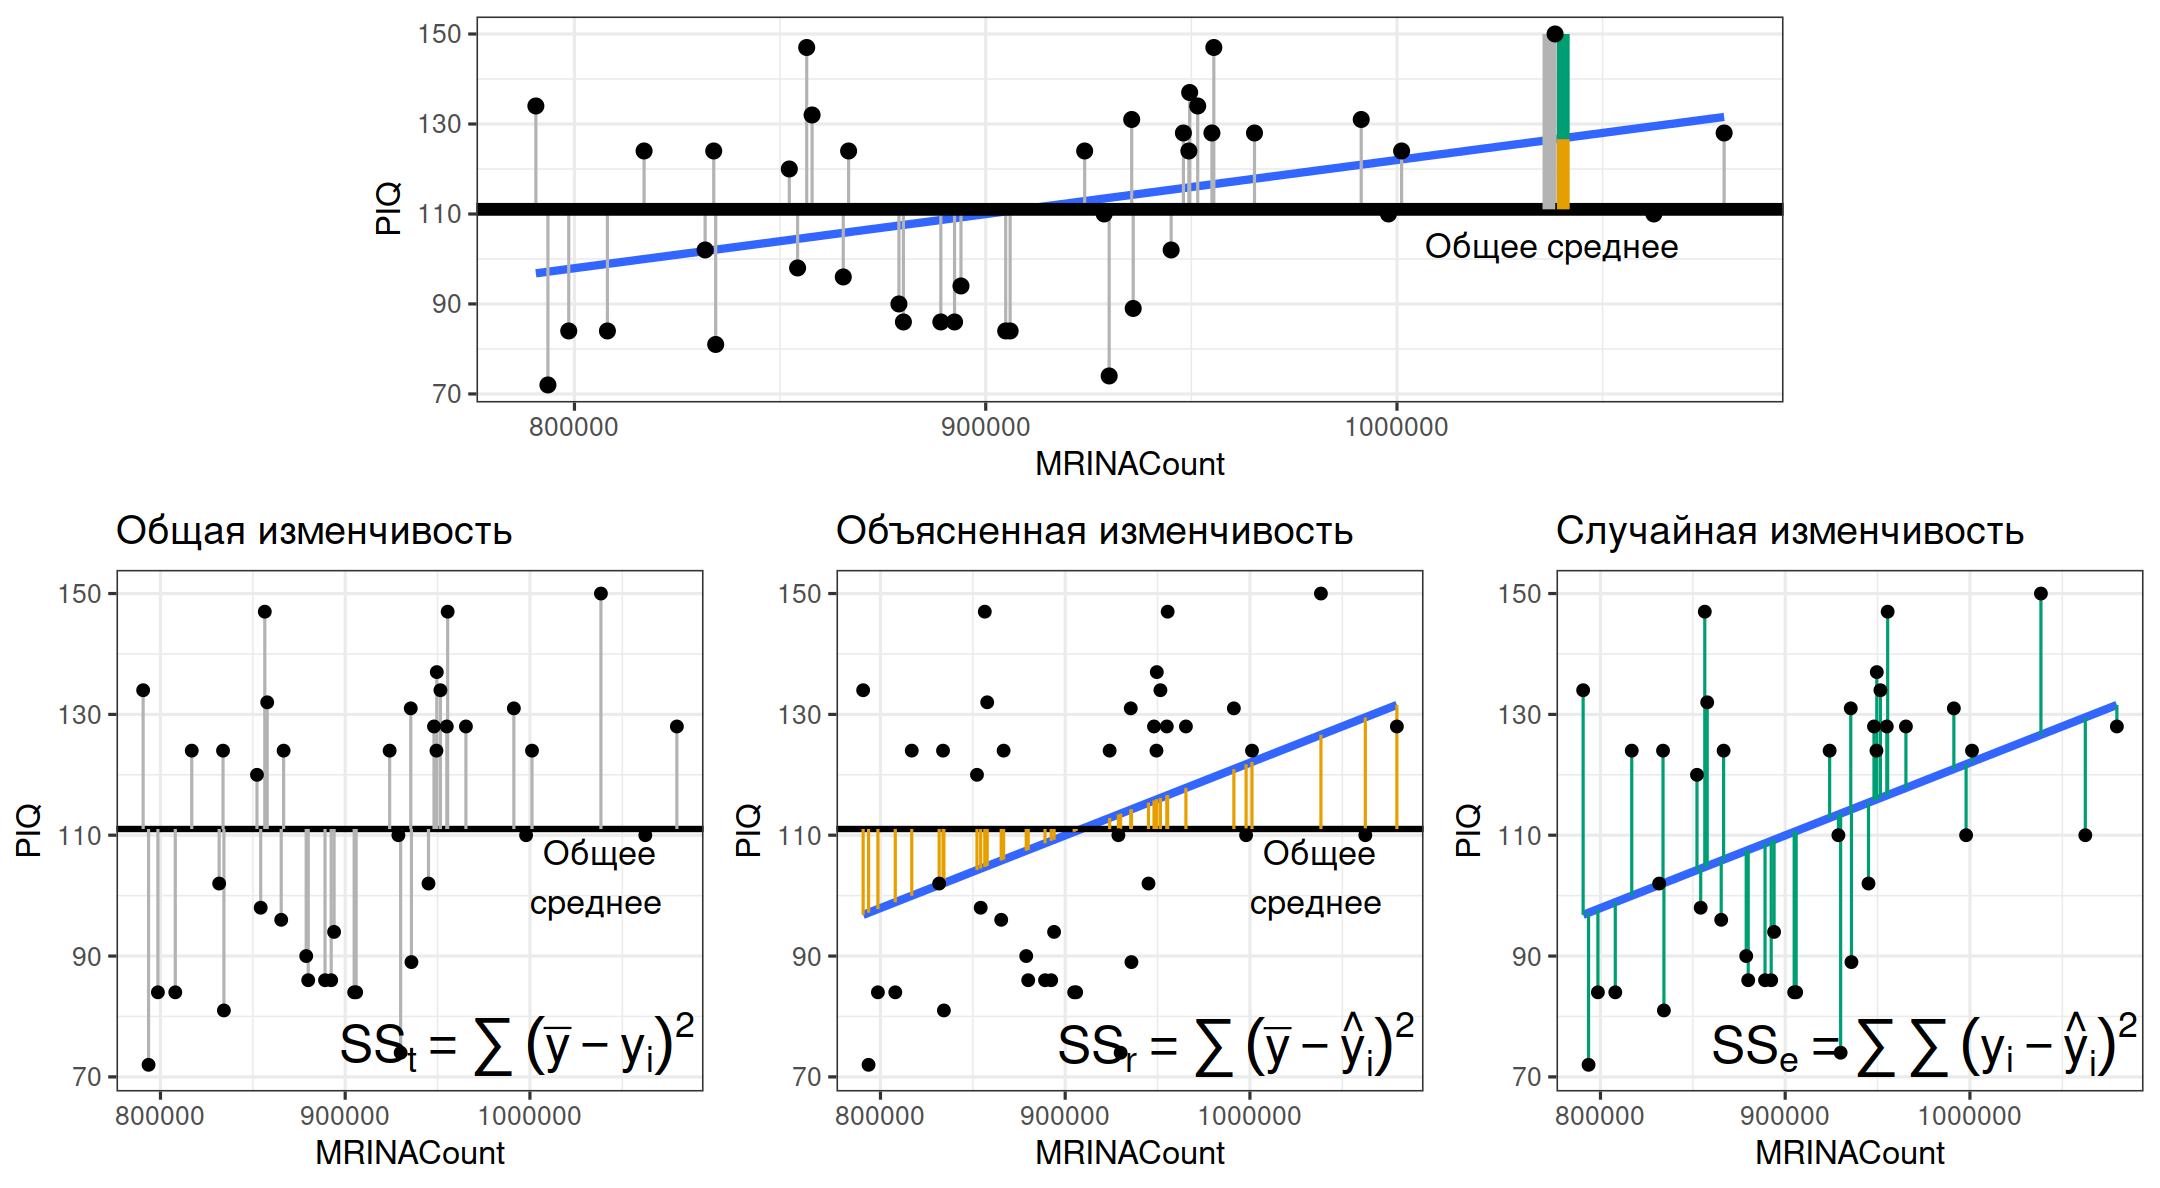 150
130
110
90
70
PIQ
Общее среднее
800000 900000 1000000
MRINACount
Общая изменчивость
150
130
110
90
70
PIQ
Общее
среднее
SSₜ = ∑ (y̅ − yᵢ)²
800000 900000 1000000
MRINACount
Объясненная изменчивость
150
130
110
90
70
PIQ
Общее
среднее
SSᵣ = ∑ (y̅ − ŷᵢ)²
800000 900000 1000000
MRINACount
Случайная изменчивость
150
130
110
90
70
PIQ
SSₑ = ∑ ∑ (yᵢ − ŷᵢ)²
800000 900000 1000000
MRINACount